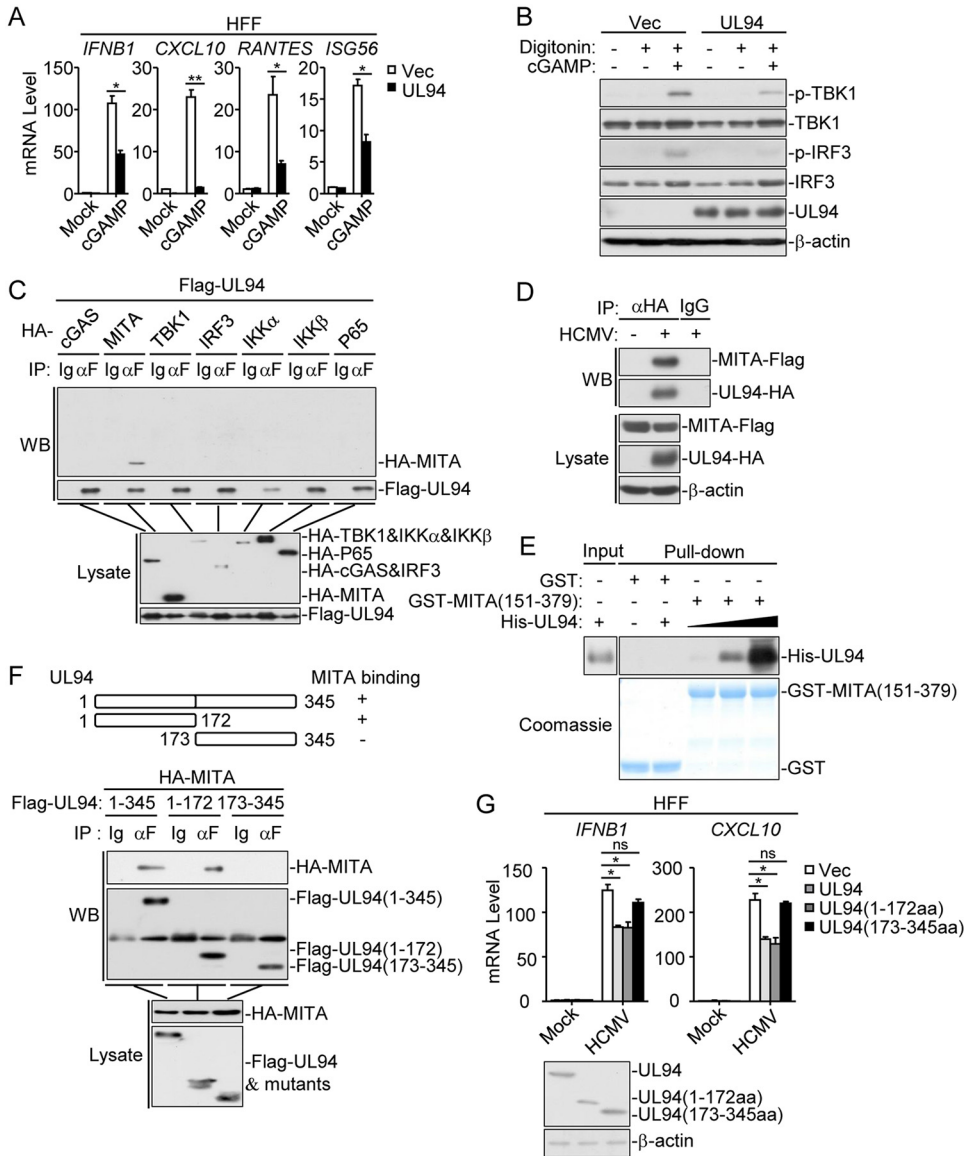 A
HFF
IFNB1 CXCL10 RANTES ISG56
mRNA Level
150 30 30 20
100 20 20 15
10
50 10 10 5
0 0 0 0
Mock cGAMP Mock cGAMP Mock cGAMP Mock cGAMP
* ** * *
Vec
UL94
B
Vec UL94
Digitonin: - + + - + +
cGAMP: - - + - - +
-p-TBK1
-TBK1
-p-IRF3
-IRF3
-UL94
-β-actin
C
Flag-UL94
HA- cGAS MITA TBK1 IRF3 IKKα IKKβ P65
IP: Ig αF Ig αF Ig αF Ig αF Ig αF Ig αF Ig αF
WB
-HA-MITA
-Flag-UL94
Lysate
-HA-TBK1&IKKα&IKKβ
-HA-P65
-HA-cGAS&IRF3
-HA-MITA
-Flag-UL94
D
IP: αHA IgG
HCMV: - + +
WB
-MITA-Flag
-UL94-HA
Lysate
-MITA-Flag
-UL94-HA
-β-actin
E
Input Pull-down
GST: - + + - - -
GST-MITA(151-379): - - - + + +
His-UL94: + - +
-His-UL94
Coomassie
-GST-MITA(151-379)
-GST
F
UL94 MITA binding
1 345 +
1 172 +
173 345 -
HA-MITA
Flag-UL94: 1-345 1-172 173-345
IP : Ig αF Ig αF Ig αF
WB
-HA-MITA
-Flag-UL94(1-345)
-Flag-UL94(1-172)
-Flag-UL94(173-345)
Lysate
-HA-MITA
-Flag-UL94
& mutants
G
HFF
IFNB1 CXCL10
mRNA Level
150 300
100 200
50 100
0 0
ns ns
* *
* *
Mock HCMV Mock HCMV
Vec
UL94
UL94(1-172aa)
UL94(173-345aa)
-UL94
-UL94(1-172aa)
-UL94(173-345aa)
-β-actin